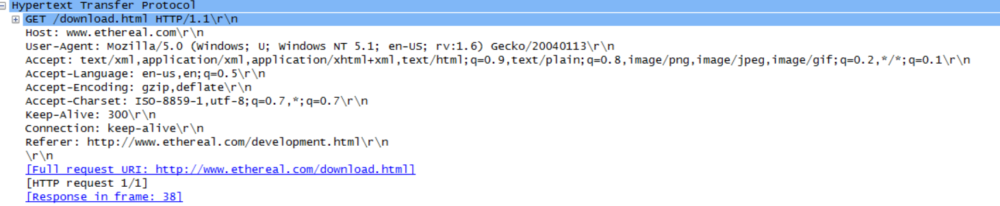 Hypertext Transfer Protocol
GET /download.html HTTP/1.1\r\n
Host: www.ethereal.com\r\n
User-Agent: Mozilla/5.0 (Windows; U; Windows NT 5.1; en-US; rv:1.6) Gecko/20040113\r\n
Accept: text/xml,application/xml,application/xhtml+xml,text/html;q=0.9,text/plain;q=0.8,image/png,image/jpeg,image/gif;q=0.2,*/*;q=0.1\r\n
Accept-Language: en-us,en;q=0.5\r\n
Accept-Encoding: gzip,deflate\r\n
Accept-Charset: ISO-8859-1,utf-8;q=0.7,*;q=0.7\r\n
Keep-Alive: 300\r\n
Connection: keep-alive\r\n
Referer: http://www.ethereal.com/development.html\r\n
\r\n
[Full request URI: http://www.ethereal.com/download.html]
[HTTP request 1/1]
[Response in frame: 38]